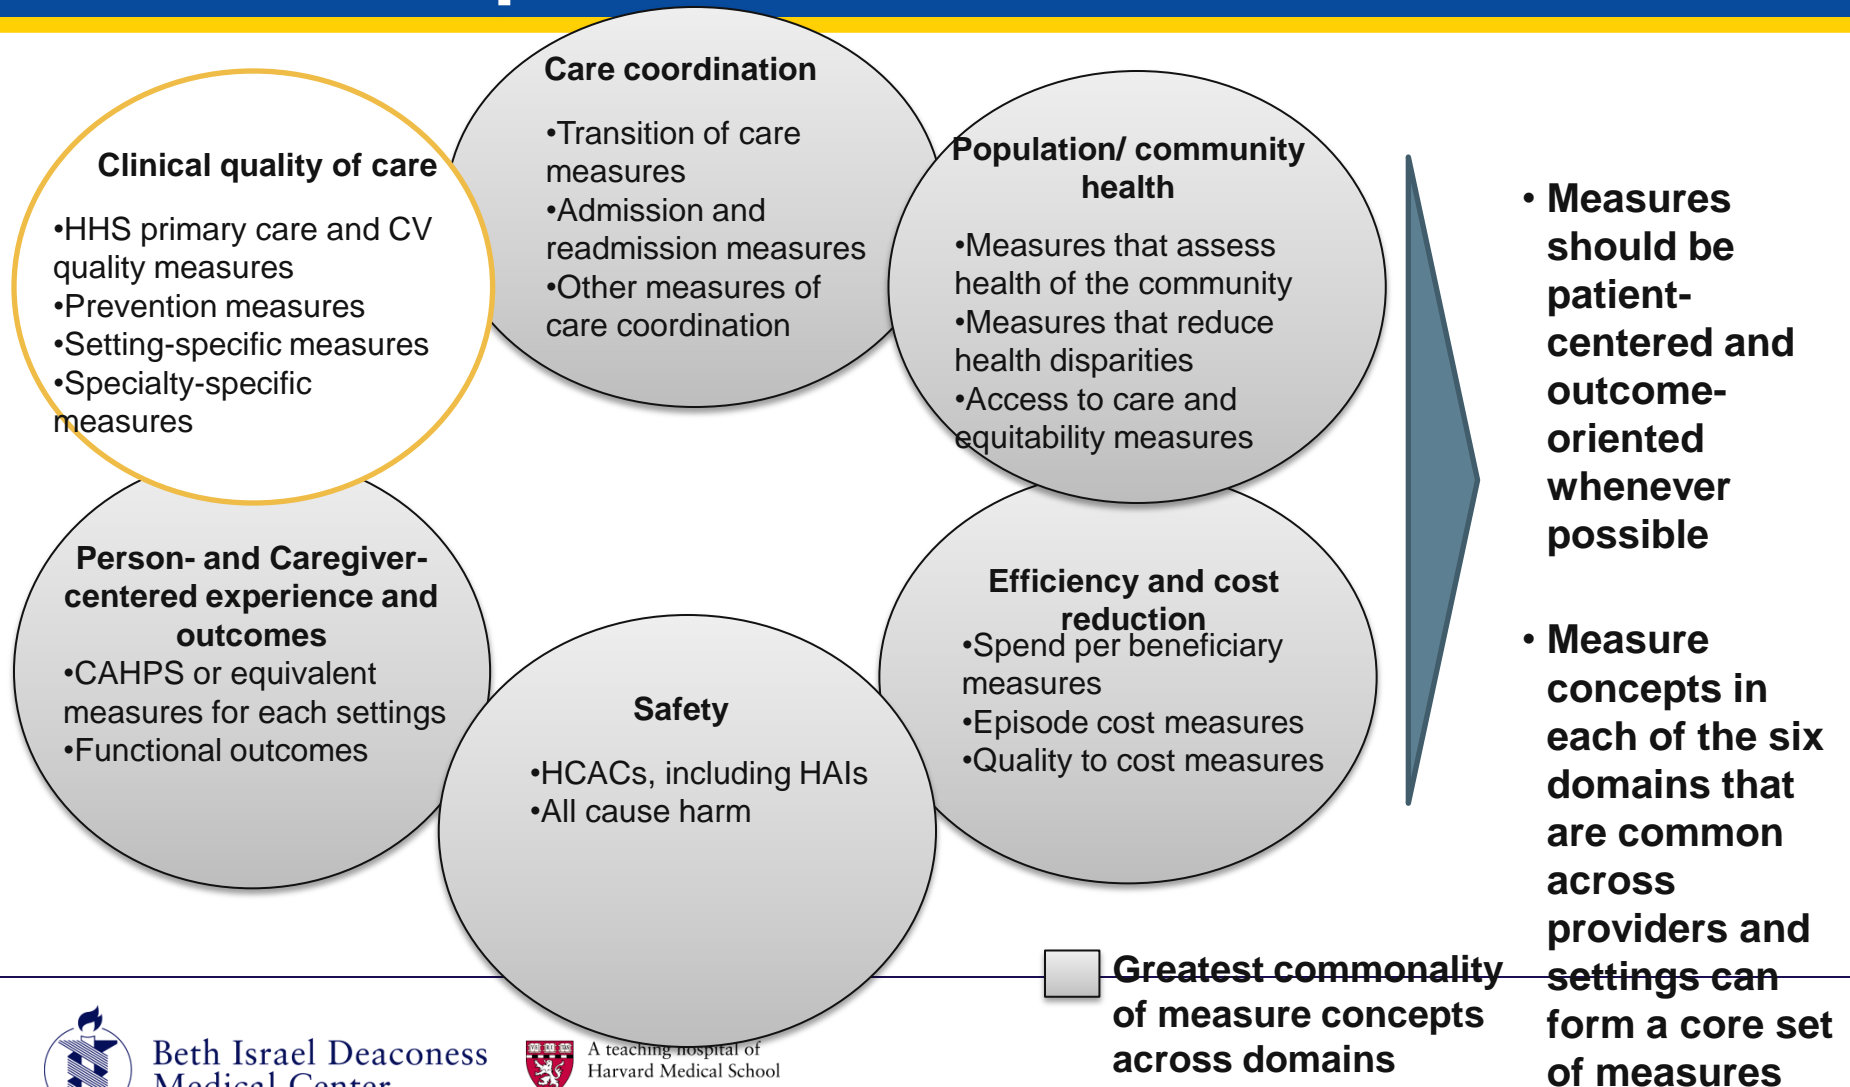 Care coordination
•Transition of care
measures
•Admission and
readmission measures
•Other measures of
care coordination
Clinical quality of care
•HHS primary care and CV
quality measures
•Prevention measures
•Setting-specific measures
•Specialty-specific
measures
Population/ community
health
•Measures that assess
health of the community
•Measures that reduce
health disparities
•Access to care and
equitability measures
Person- and Caregiver-
centered experience and
outcomes
•CAHPS or equivalent
measures for each settings
•Functional outcomes
Safety
•HCACs, including HAIs
•All cause harm
Efficiency and cost
reduction
•Spend per beneficiary
measures
•Episode cost measures
•Quality to cost measures
• Measures
should be
patient-
centered and
outcome-
oriented
whenever
possible
• Measure
concepts in
each of the six
domains that
are common
across
providers and
settings can
form a core set
of measures
Greatest commonality
of measure concepts
across domains
Beth Israel Deaconess
Medical Center
A teaching hospital of
Harvard Medical School